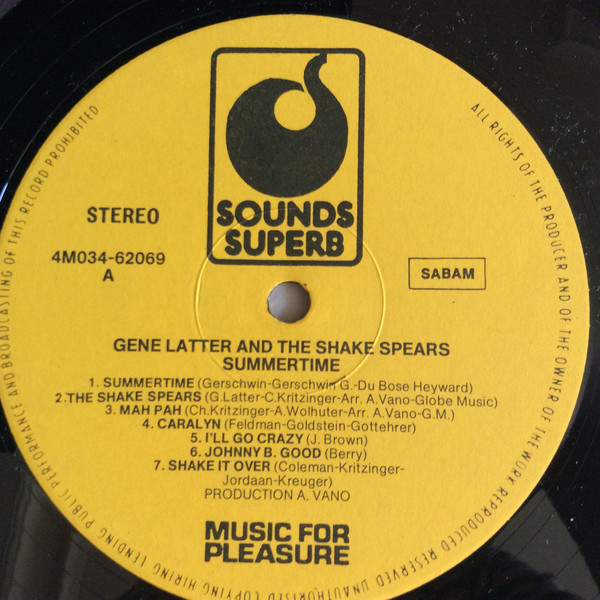 SOUNDS
SUPERB
STEREO
4M034-62069
A
SABAM
GENE LATTER AND THE SHAKE SPEARS
SUMMERTIME
1. SUMMERTIME (Gerschwin-Gerschwin G.-Du Bose Heyward)
2.THE SHAKE SPEARS (G.Latter-C.Kritzinger-Arr. A.Vano-Globe Music)
3. MAH PAH (Ch.Kritzinger-A.Wolhuter-Arr. A.Vano-G.M.)
4. CARALYN (Feldman-Goldstein-Gottehrer)
5. I'LL GO CRAZY (J. Brown)
6. JOHNNY B. GOOD (Berry)
7. SHAKE IT OVER (Coleman-Kritzinger-
Jordaan-Kreuger)
PRODUCTION A. VANO
MUSIC FOR
PLEASURE
ALL RIGHTS OF THE PRODUCER AND OF THE OWNER OF THE WORK REPRODUCED RESERVED UNAUTHORISED COPYING HIRING LENDING PUBLIC PERFORMANCE AND BROADCASTING OF THIS RECORD PROHIBITED